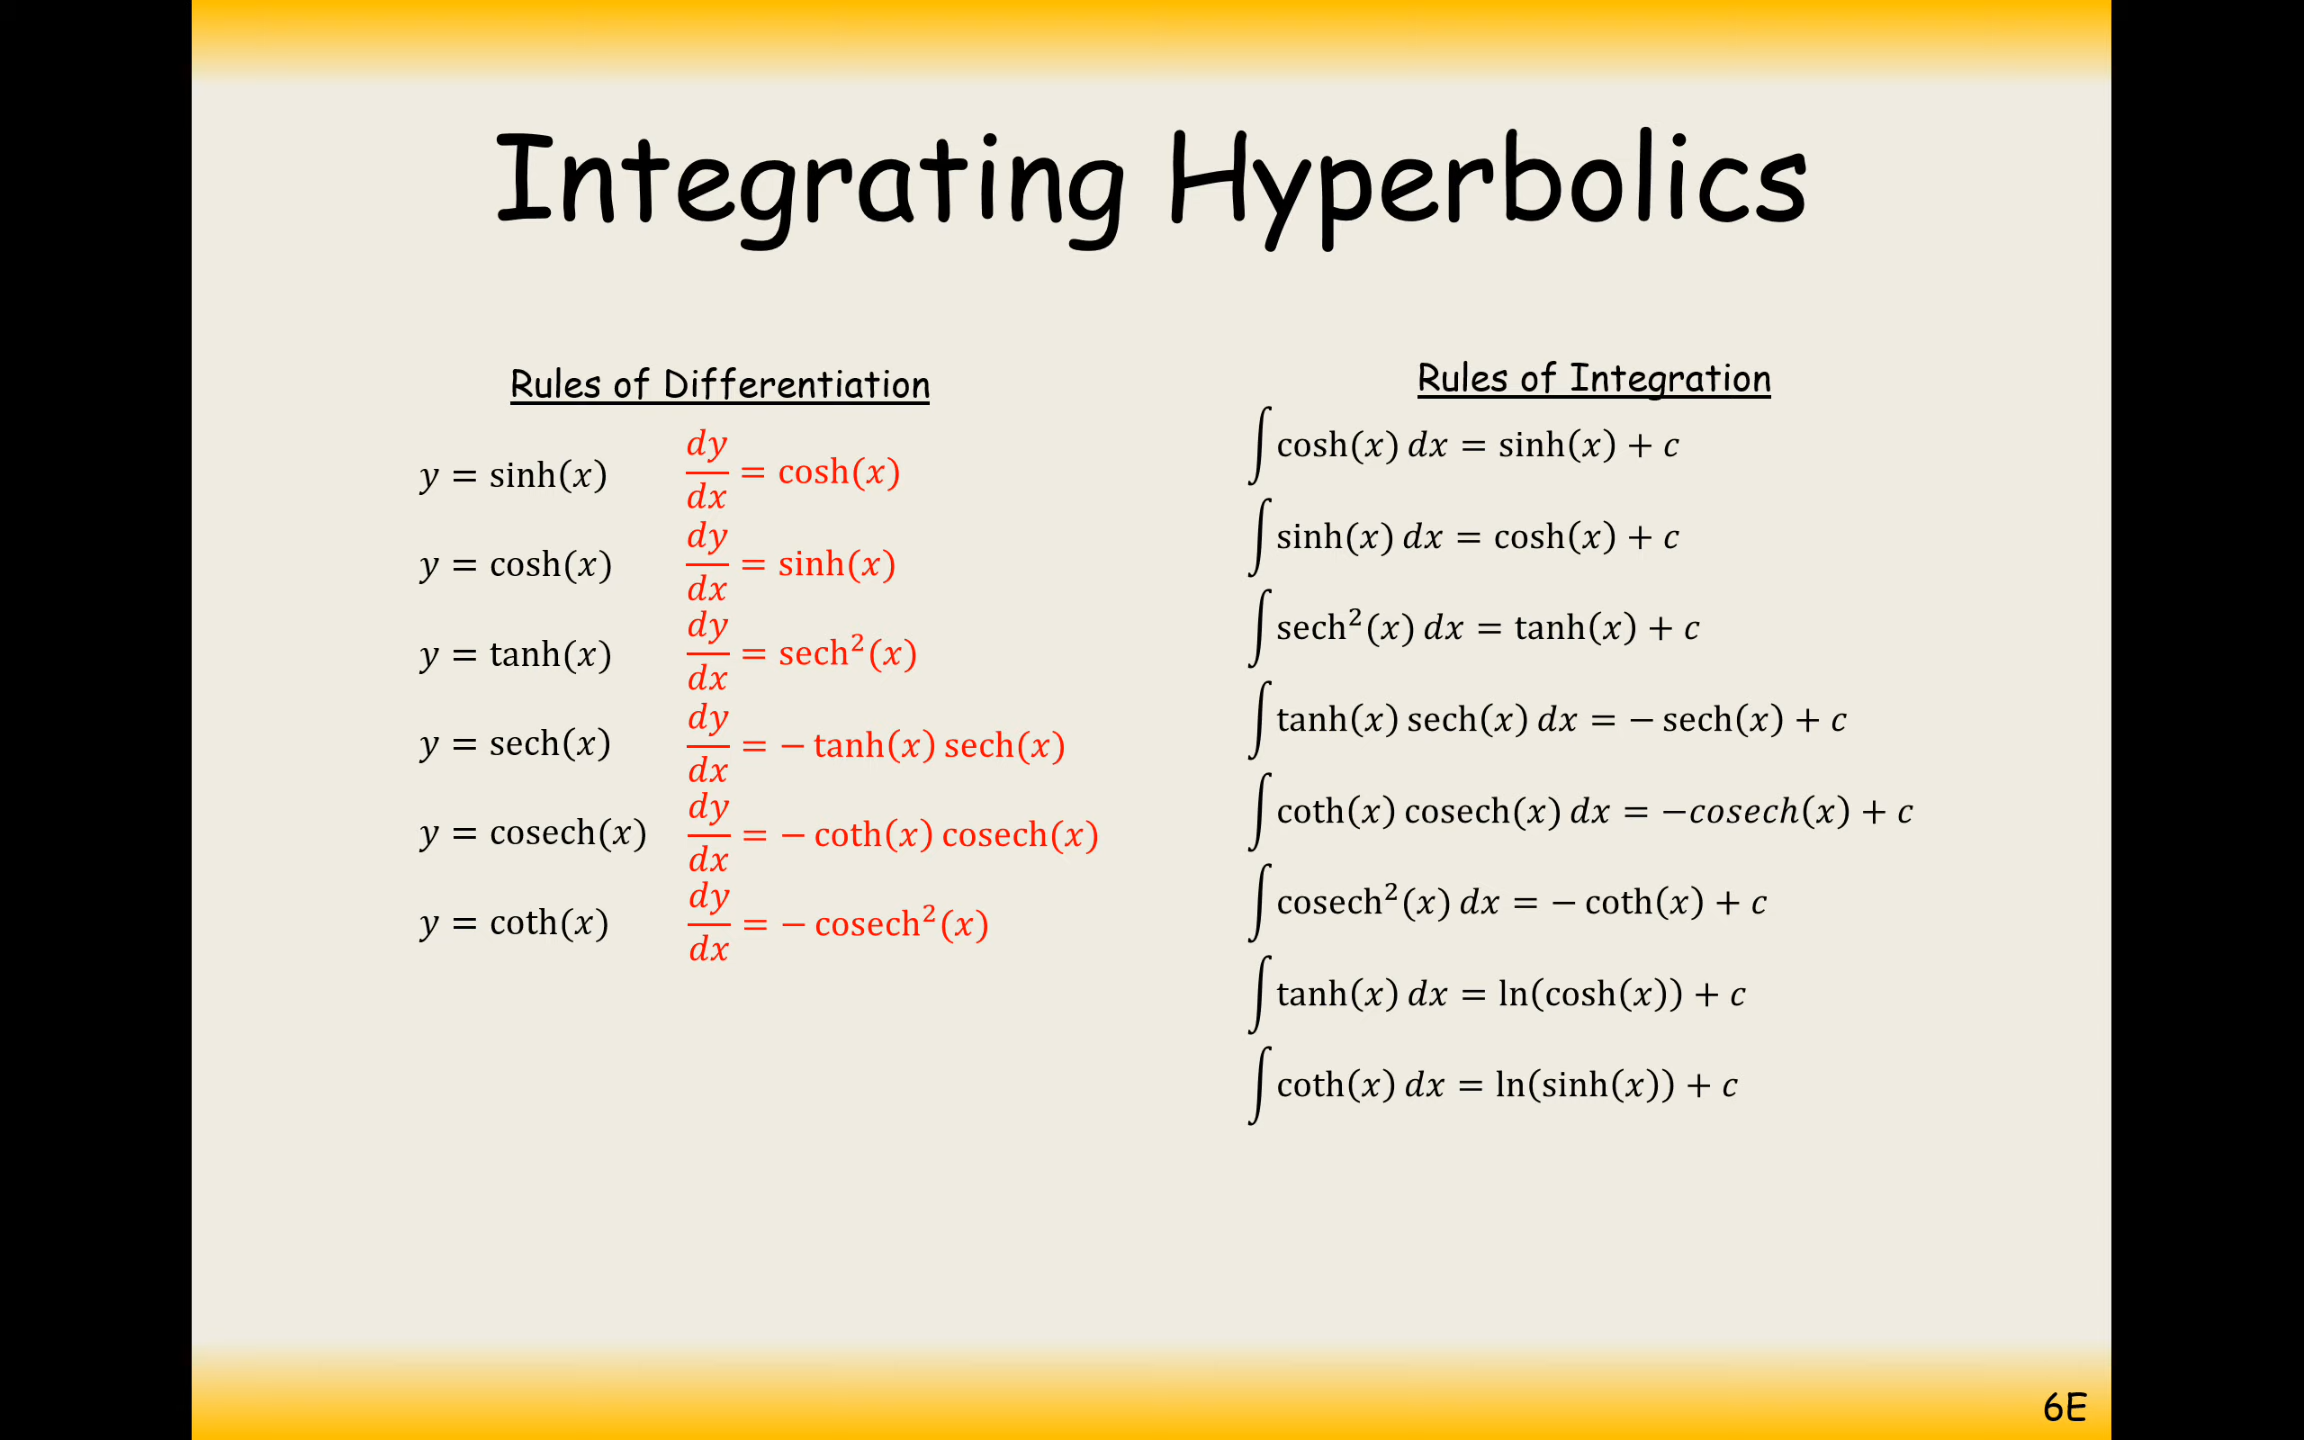 Integrating Hyperbolics
Rules of Differentiation
y = sinh(x) dy/dx = cosh(x)
y = cosh(x) dy/dx = sinh(x)
y = tanh(x) dy/dx = sech²(x)
y = sech(x) dy/dx = − tanh(x) sech(x)
y = cosech(x) dy/dx = − coth(x) cosech(x)
y = coth(x) dy/dx = − cosech²(x)
Rules of Integration
∫ cosh(x) dx = sinh(x) + c
∫ sinh(x) dx = cosh(x) + c
∫ sech²(x) dx = tanh(x) + c
∫ tanh(x) sech(x) dx = − sech(x) + c
∫ coth(x) cosech(x) dx = −cosech(x) + c
∫ cosech²(x) dx = − coth(x) + c
∫ tanh(x) dx = ln(cosh(x)) + c
∫ coth(x) dx = ln(sinh(x)) + c
6E